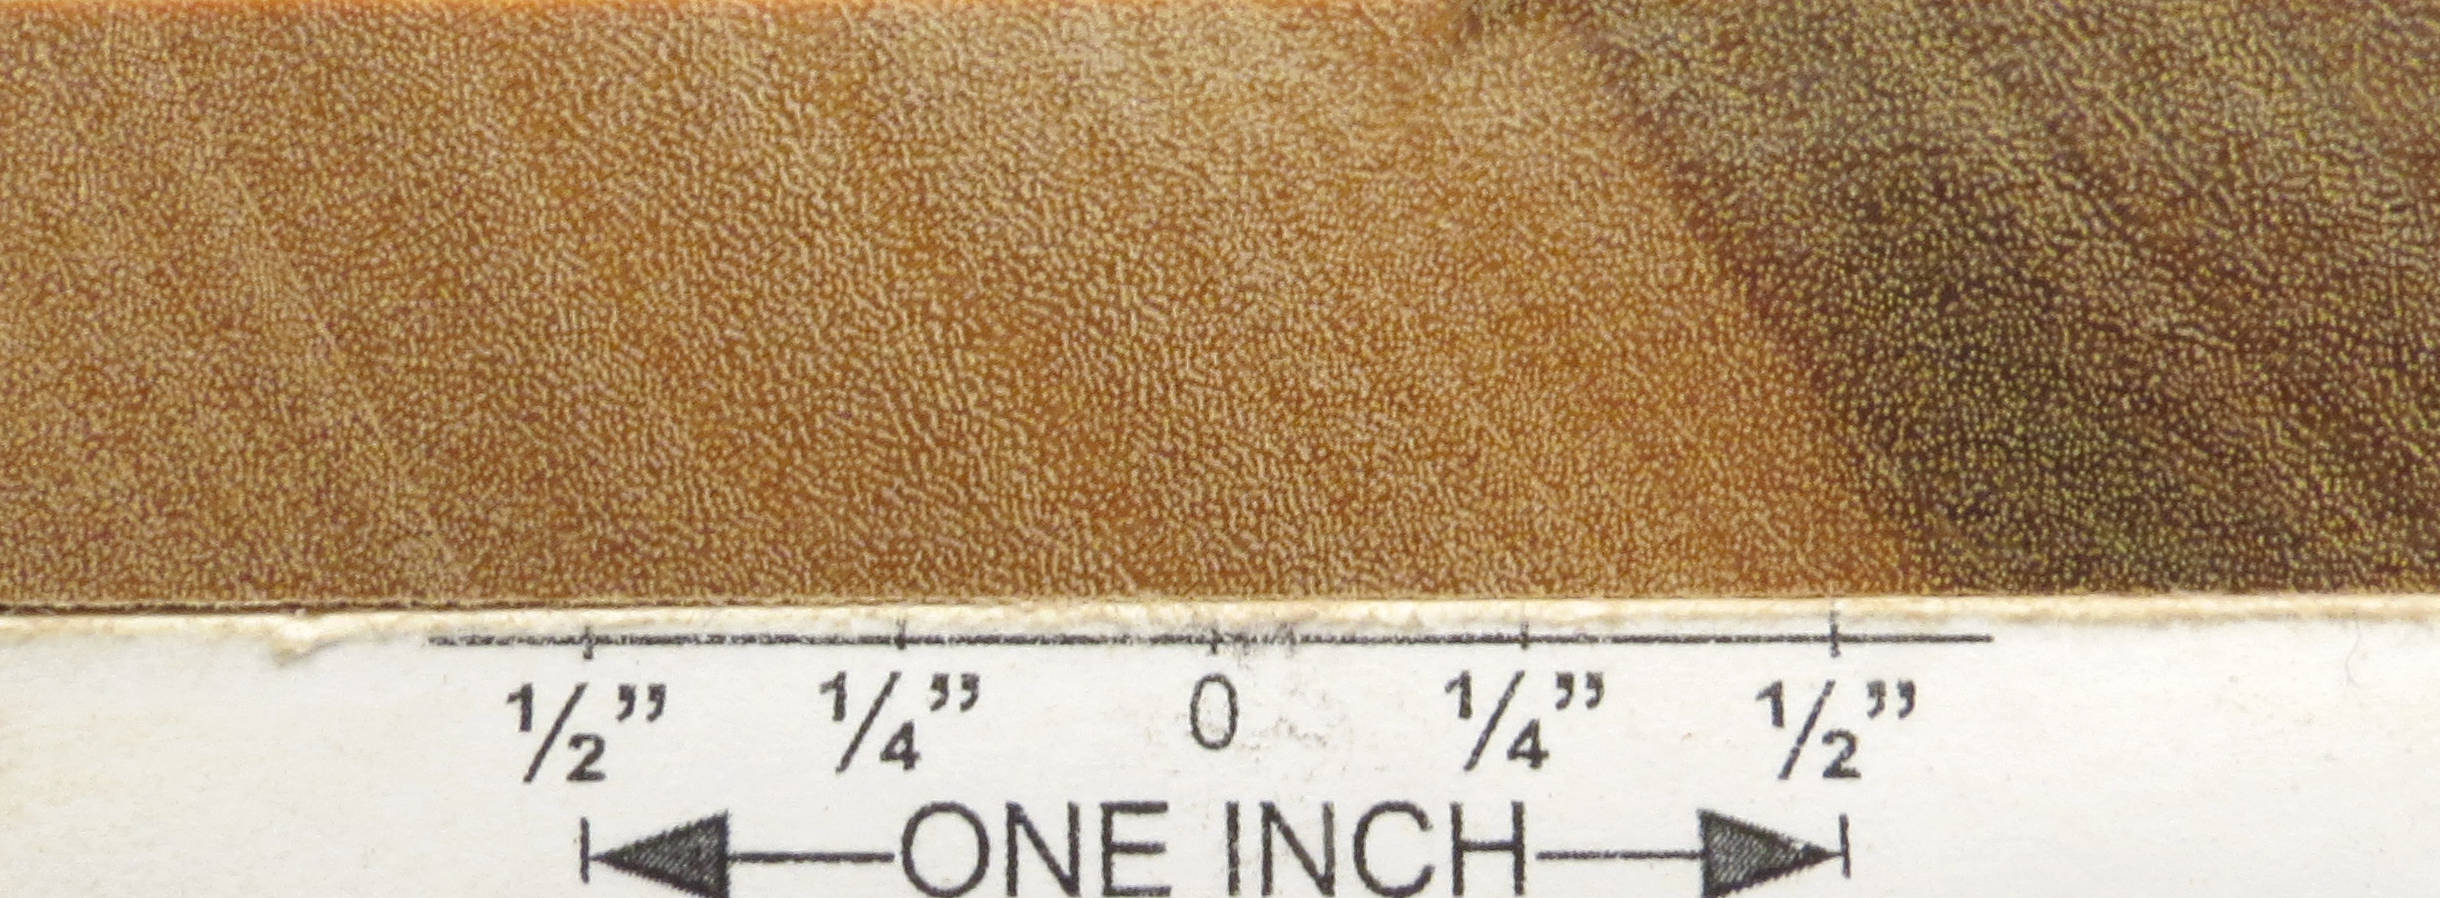 1/2” 1/4” 0 1/4” 1/2”
ONE INCH